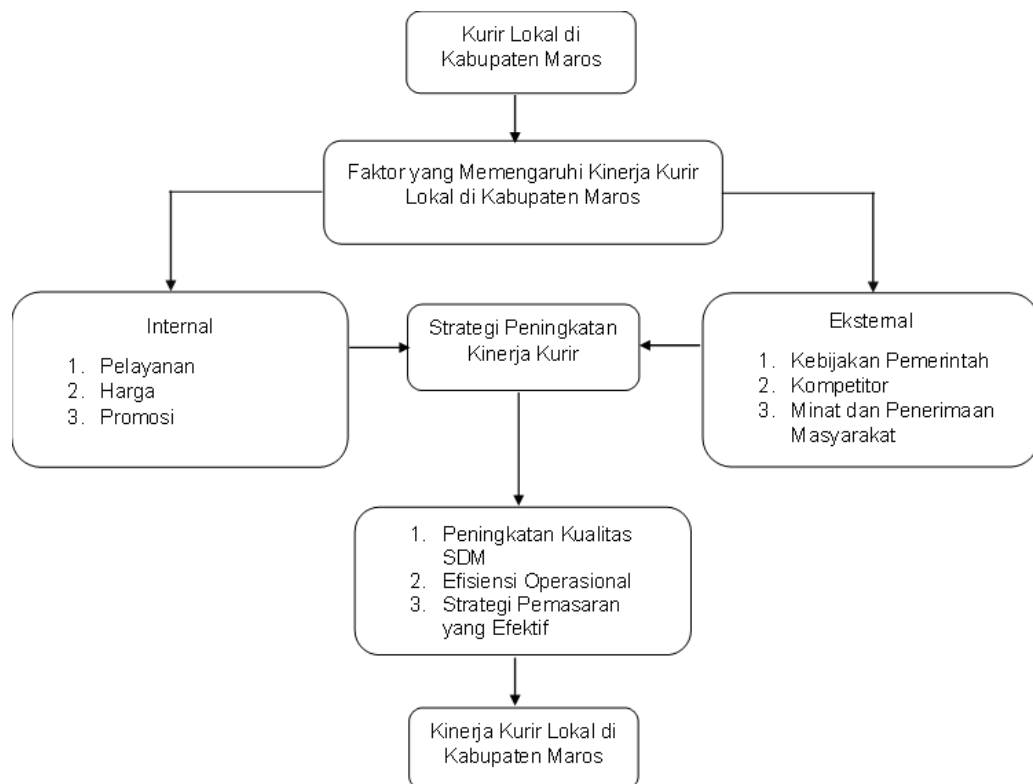 Kurir Lokal di
Kabupaten Maros
Faktor yang Memengaruhi Kinerja Kurir
Lokal di Kabupaten Maros
Internal
1. Pelayanan
2. Harga
3. Promosi
Strategi Peningkatan
Kinerja Kurir
Eksternal
1. Kebijakan Pemerintah
2. Kompetitor
3. Minat dan Penerimaan
Masyarakat
1. Peningkatan Kualitas
SDM
2. Efisiensi Operasional
3. Strategi Pemasaran
yang Efektif
Kinerja Kurir Lokal di
Kabupaten Maros